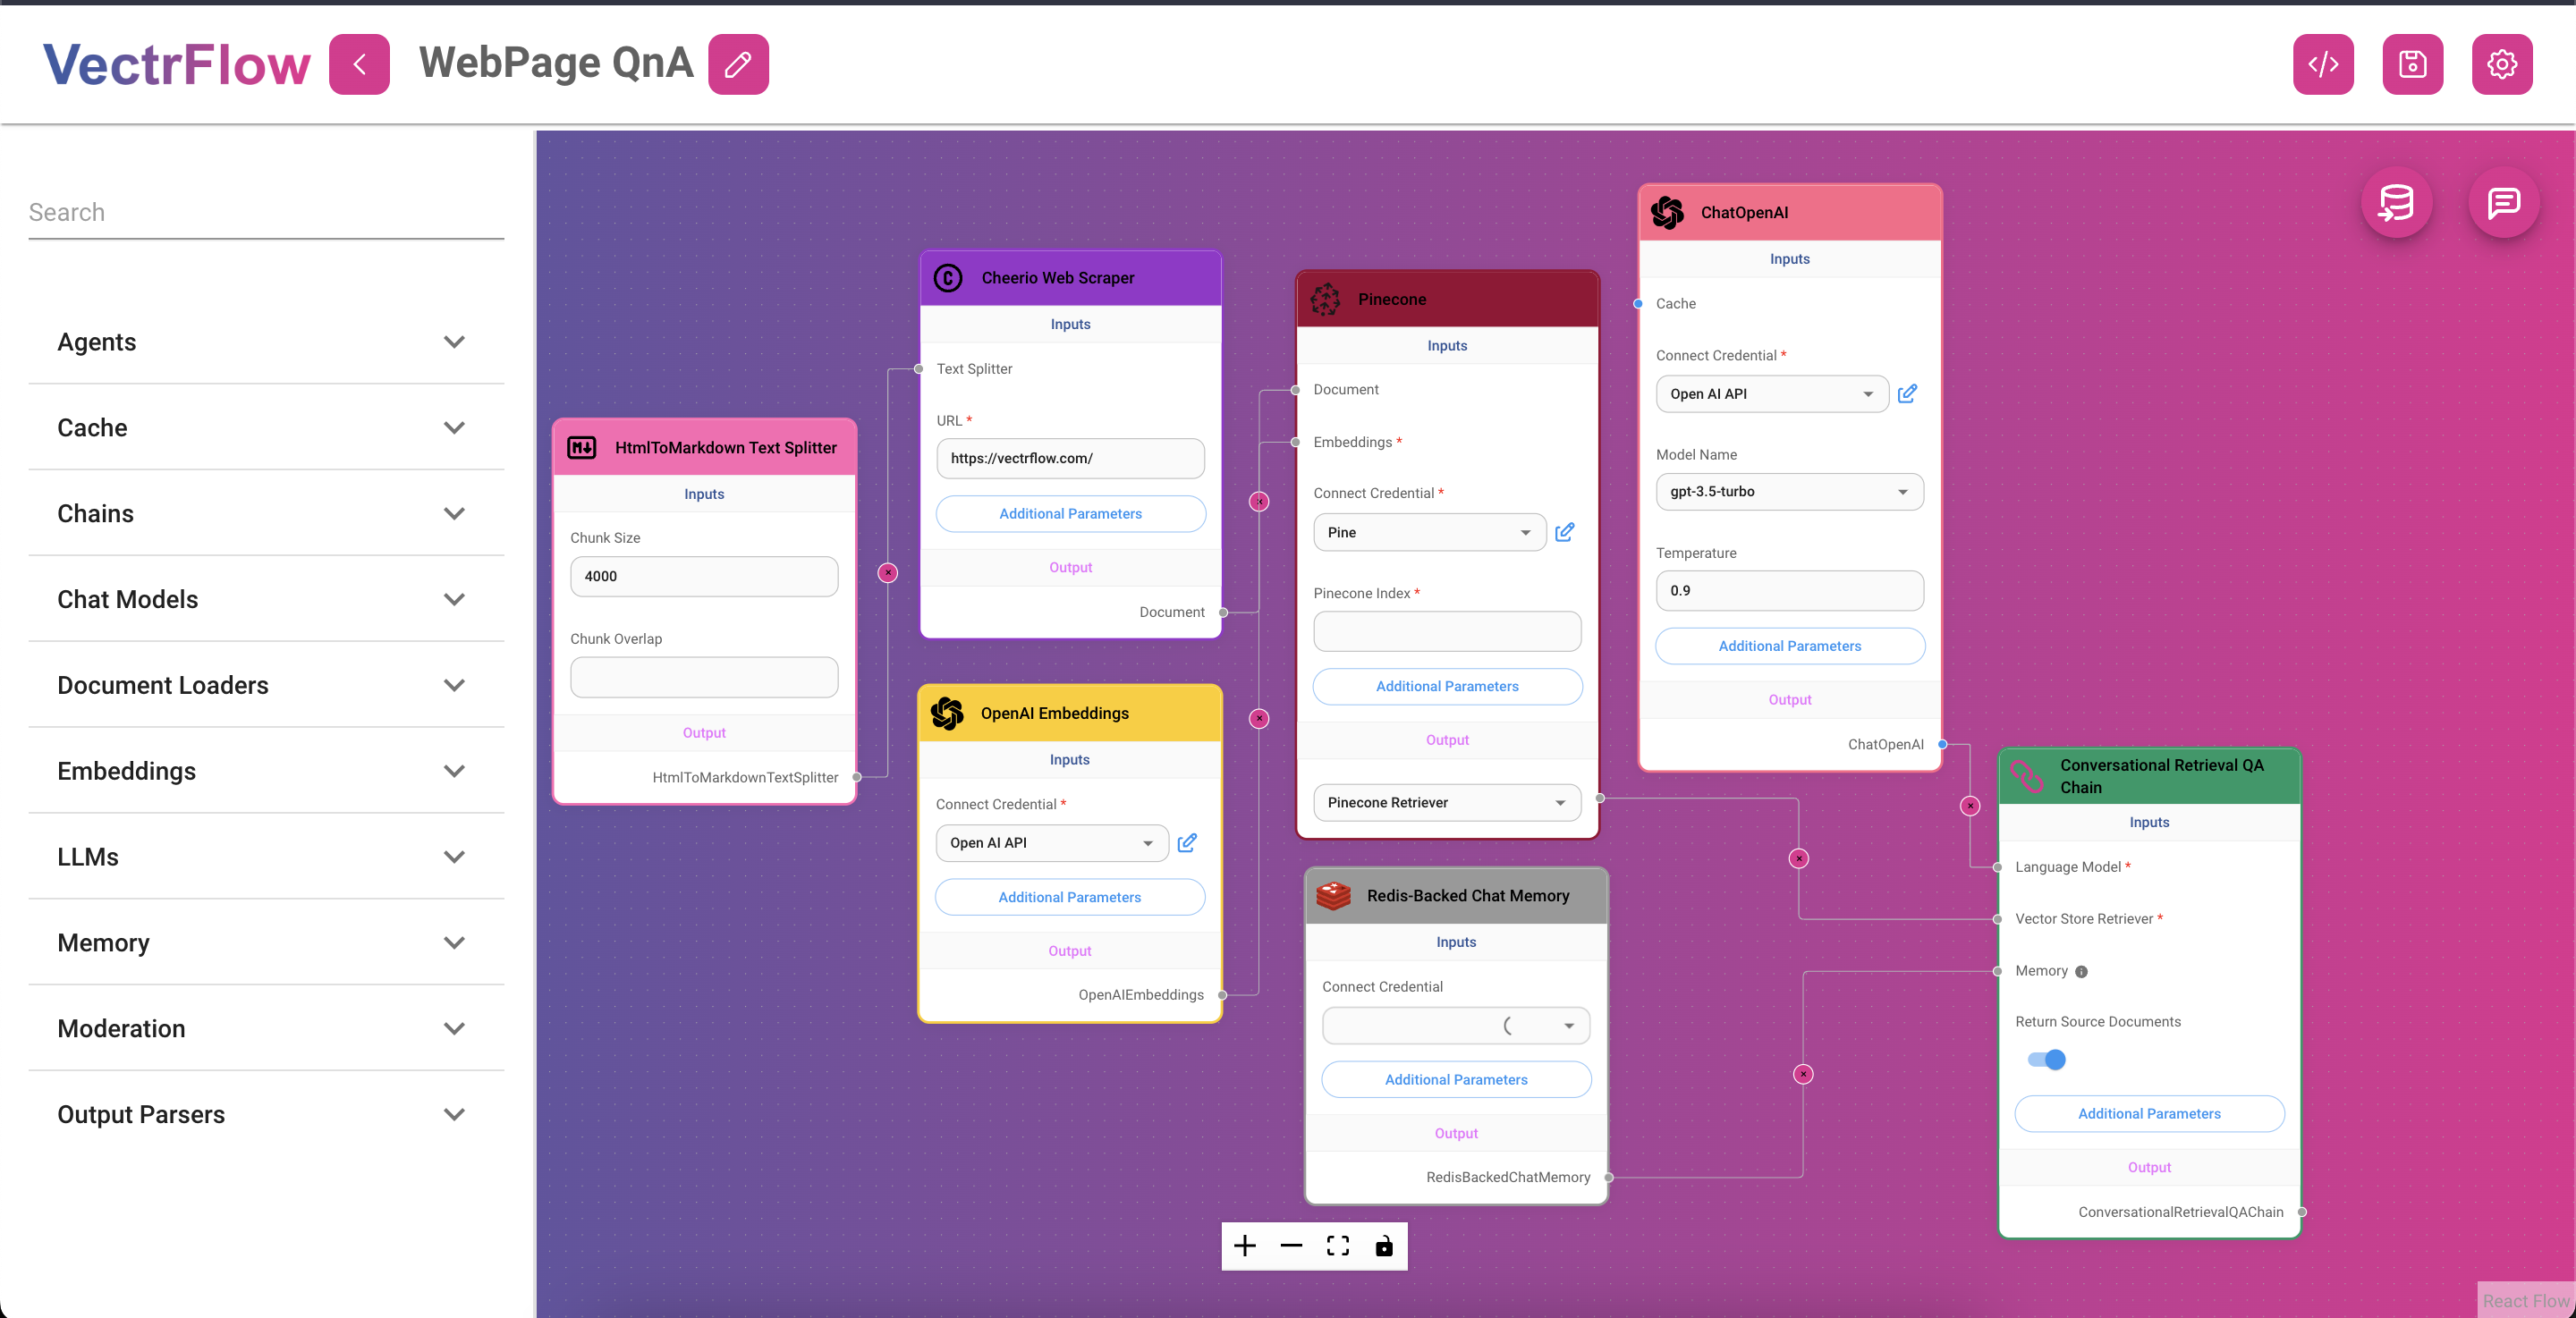 VectrFlow
WebPage QnA
Search
Agents
Cache
Chains
Chat Models
Document Loaders
Embeddings
LLMs
Memory
Moderation
Output Parsers
HtmlToMarkdown Text Splitter
Inputs
Chunk Size
4000
Chunk Overlap
Output
HtmlToMarkdownTextSplitter
Cheerio Web Scraper
Inputs
Text Splitter
URL *
https://vectrflow.com/
Additional Parameters
Output
Document
OpenAI Embeddings
Inputs
Connect Credential *
Open AI API
Additional Parameters
Output
OpenAIEmbeddings
Pinecone
Inputs
Document
Embeddings *
Connect Credential *
Pine
Pinecone Index *
Additional Parameters
Output
Pinecone Retriever
Redis-Backed Chat Memory
Inputs
Connect Credential
Additional Parameters
Output
RedisBackedChatMemory
ChatOpenAI
Inputs
Cache
Connect Credential *
Open AI API
Model Name
gpt-3.5-turbo
Temperature
0.9
Additional Parameters
Output
ChatOpenAI
Conversational Retrieval QA
Chain
Inputs
Language Model *
Vector Store Retriever *
Memory
Return Source Documents
Additional Parameters
Output
ConversationalRetrievalQAChain
React Flow